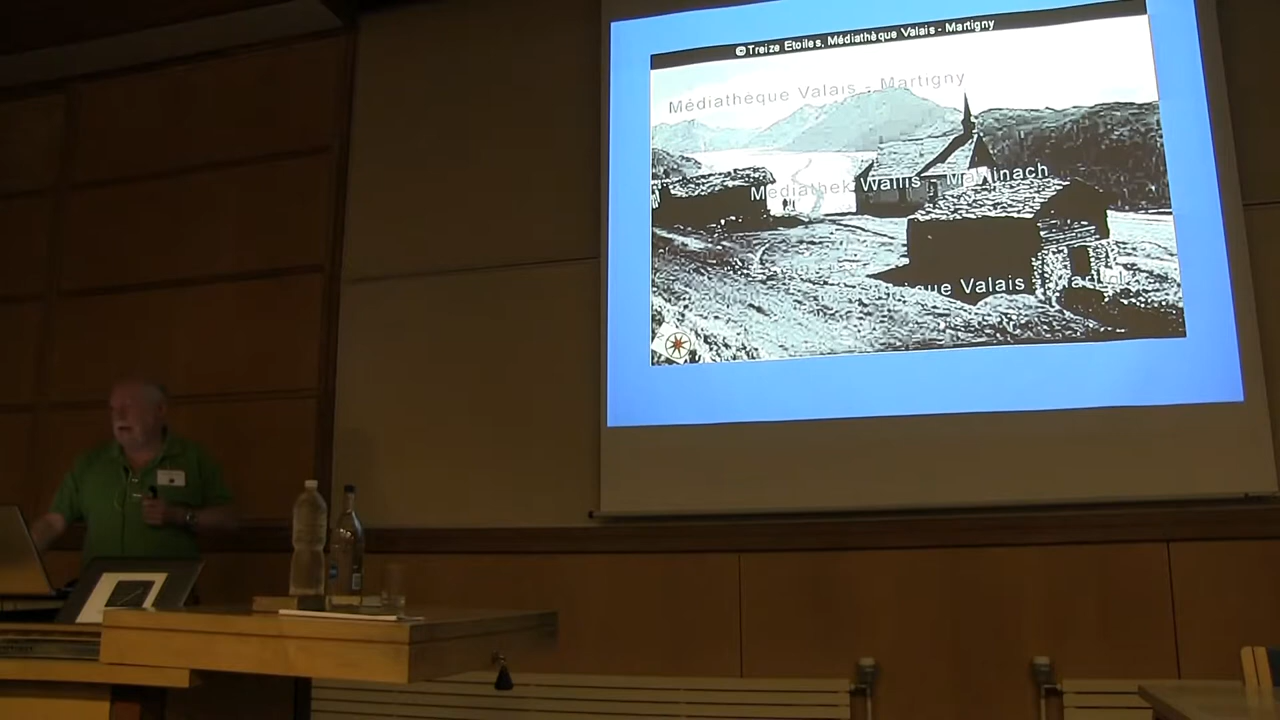 ©Treize Etoiles, Médiathèque Valais - Martigny
Médiathèque Valais - Martigny
Mediathek Wallis - Martinach
Valais -